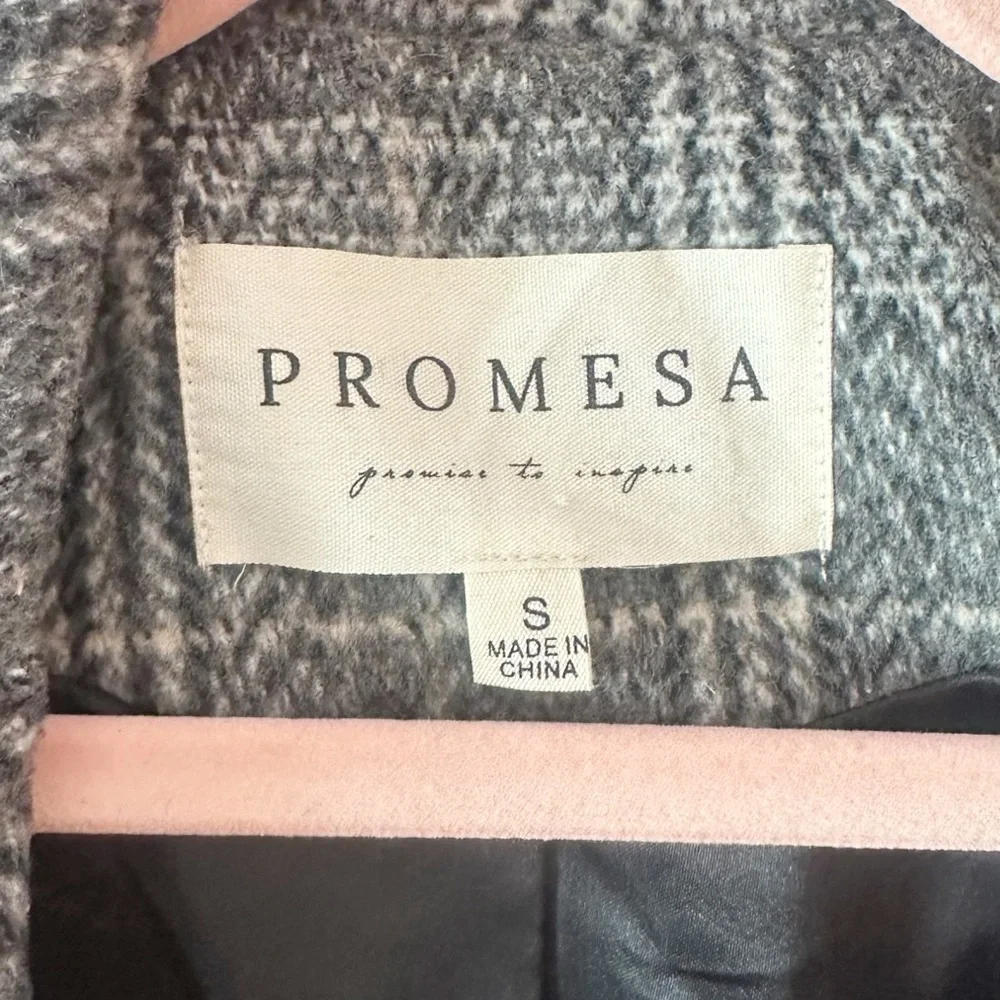 PROMESA
promise to inspire
S
MADE IN
CHINA